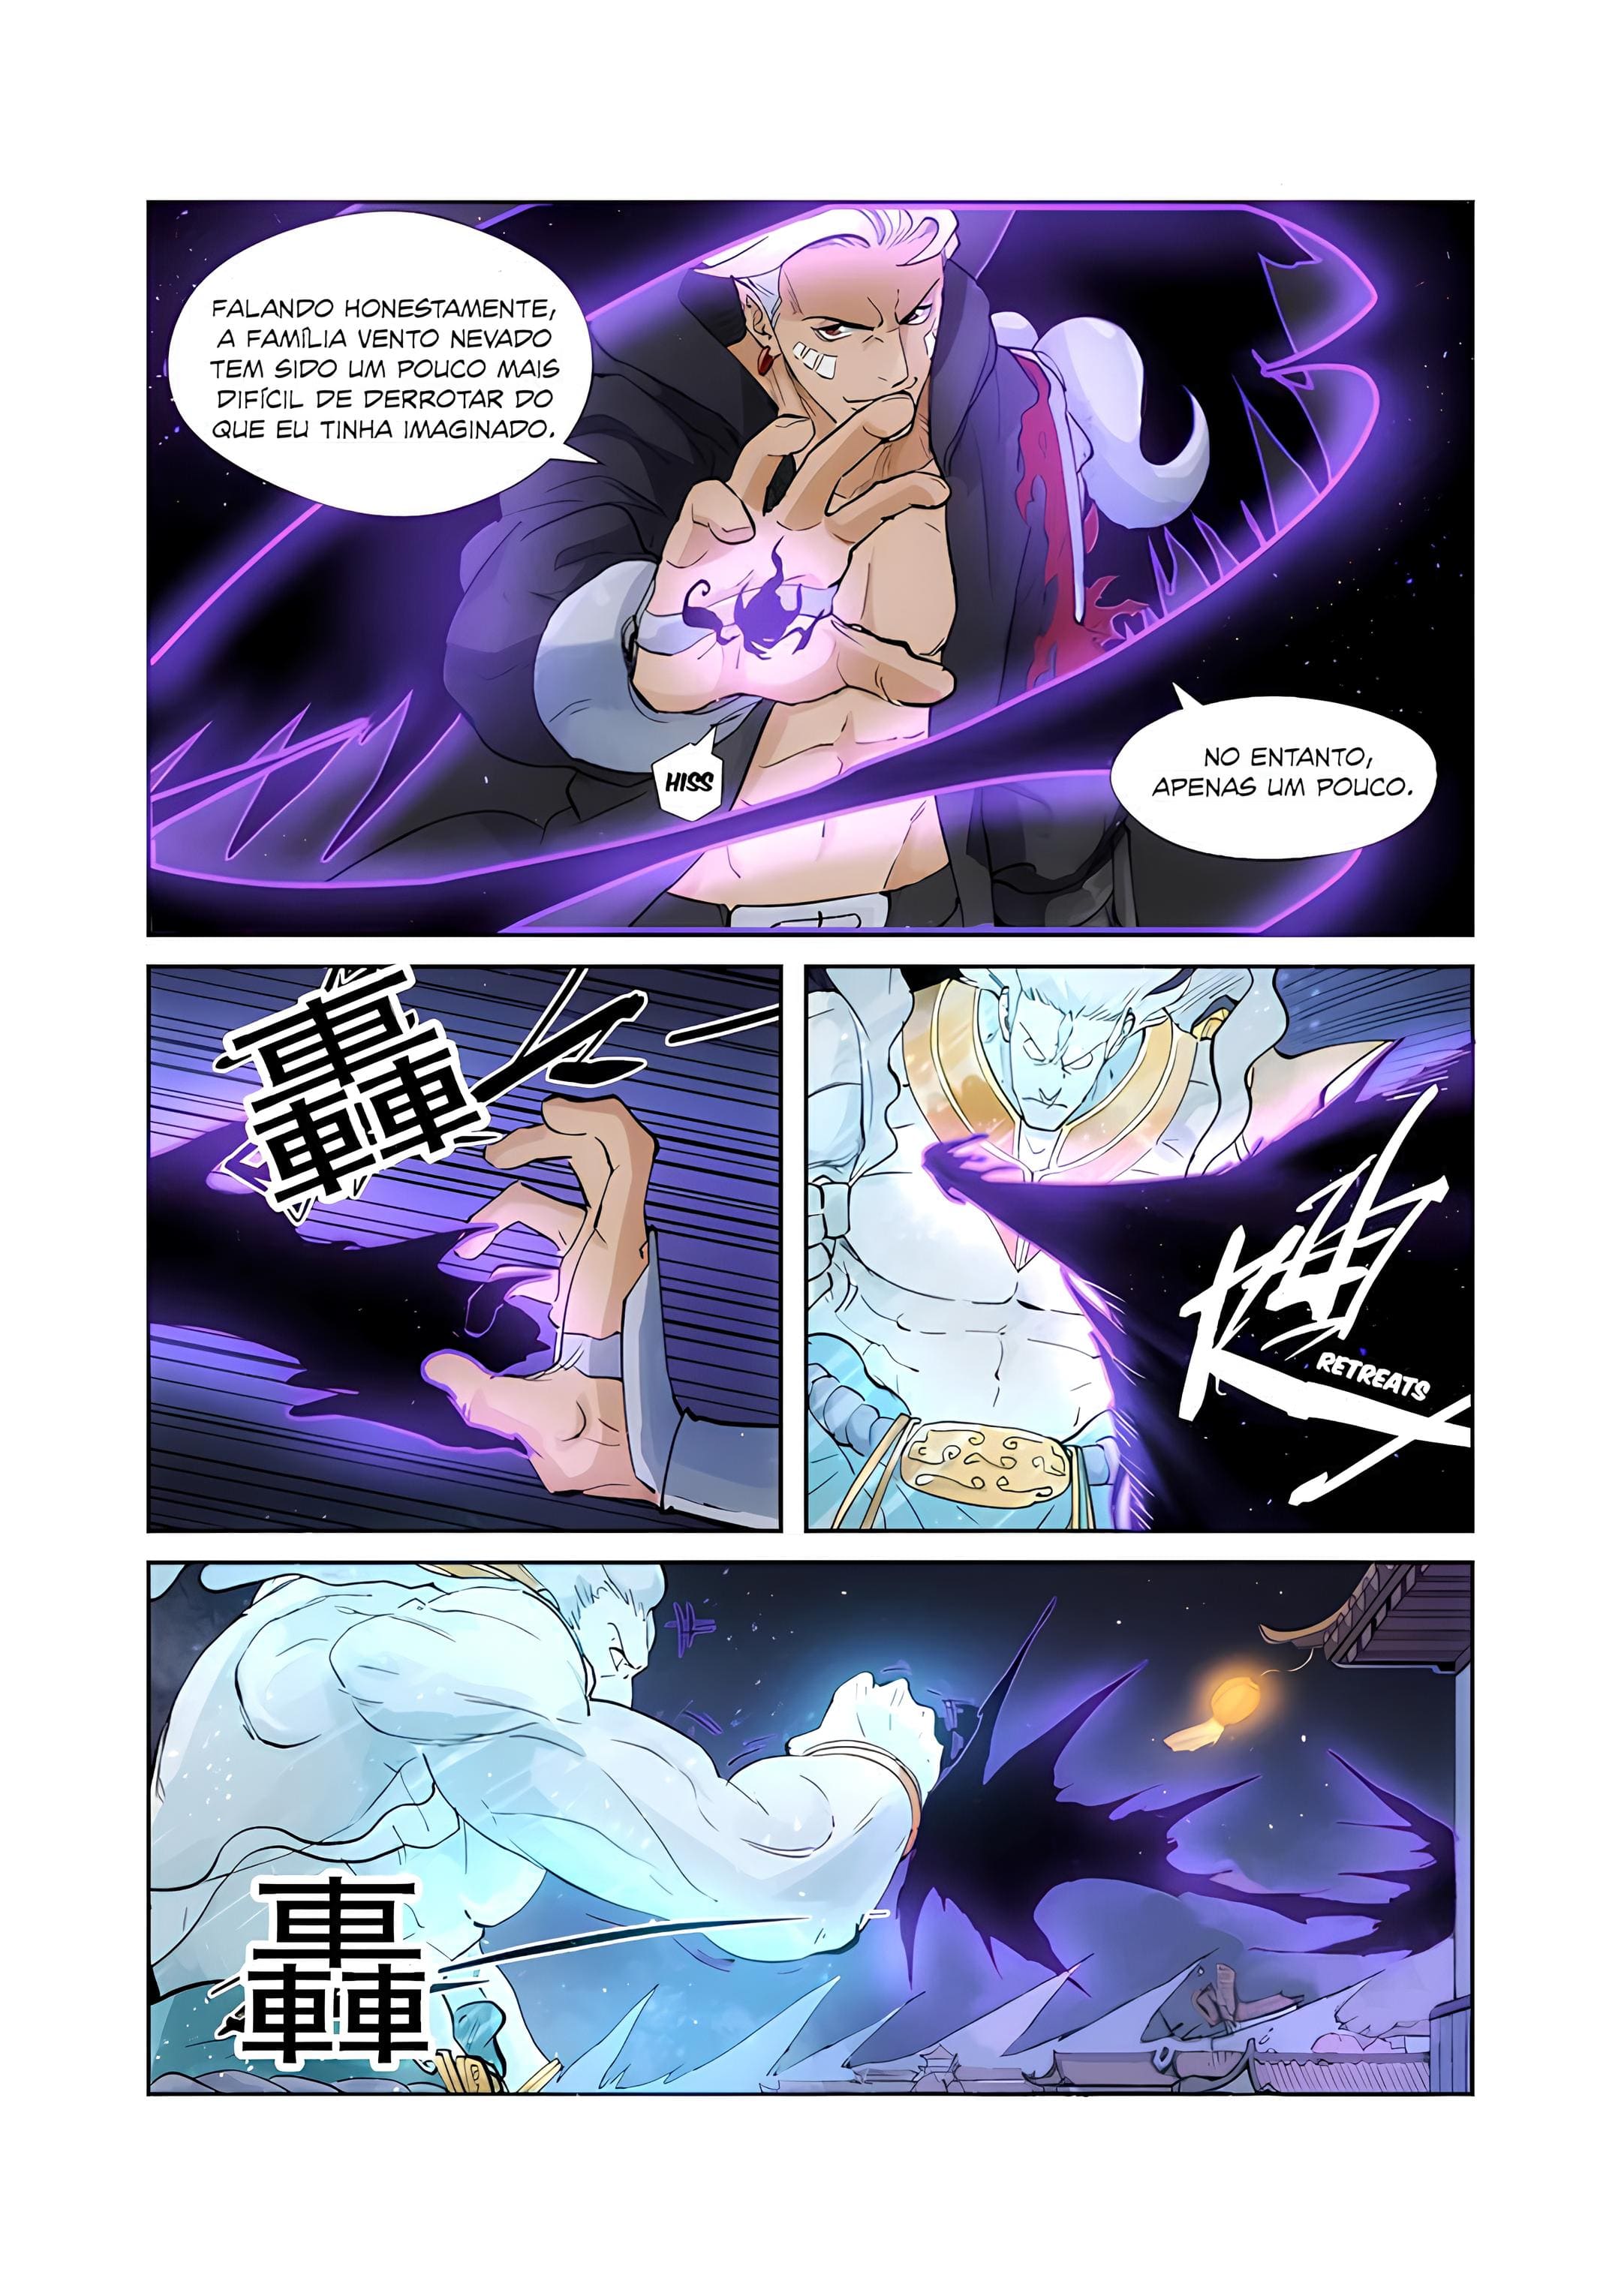 FALANDO HONESTAMENTE,
A FAMÍLIA VENTO NEVADO
TEM SIDO UM POUCO MAIS
DIFÍCIL DE DERROTAR DO
QUE EU TINHA IMAGINADO.
HISS
NO ENTANTO,
APENAS UM POUCO.
轟
RETREATS
轟